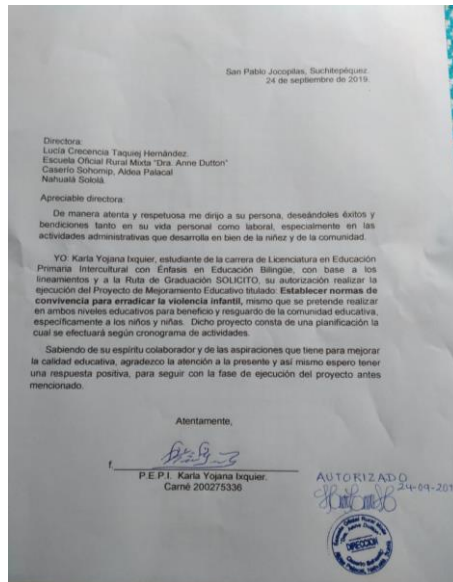 San Pablo Jocopilas, Suchitepéquez.
24 de septiembre de 2019.
Directora:
Lucía Crecencia Taquiej Hernández.
Escuela Oficial Rural Mixta "Dra. Anne Dutton"
Caserío Sohomip, Aldea Palacal
Nahualá Sololá.
Apreciable directora:
De manera atenta y respetuosa me dirijo a su persona, deseándoles éxitos y
bendiciones tanto en su vida personal como laboral, especialmente en las
actividades administrativas que desarrolla en bien de la niñez y de la comunidad.
YO: Karla Yojana Ixquier, estudiante de la carrera de Licenciatura en Educación
Primaria Intercultural con Énfasis en Educación Bilingüe, con base a los
lineamientos y a la Ruta de Graduación SOLICITO, su autorización realizar la
ejecución del Proyecto de Mejoramiento Educativo titulado: Establecer normas de
convivencia para erradicar la violencia infantil, mismo que se pretende realizar
en ambos niveles educativos para beneficio y resguardo de la comunidad educativa,
específicamente a los niños y niñas. Dicho proyecto consta de una planificación la
cual se efectuará según cronograma de actividades.
Sabiendo de su espíritu colaborador y de las aspiraciones que tiene para mejorar
la calidad educativa, agradezco la atención a la presente y así mismo espero tener
una respuesta positiva, para seguir con la fase de ejecución del proyecto antes
mencionado.
Atentamente,
f.
P.E.P.I. Karla Yojana Ixquier.
Carné 200275336
AUTORIZADO
24-09-201
DIRECCION